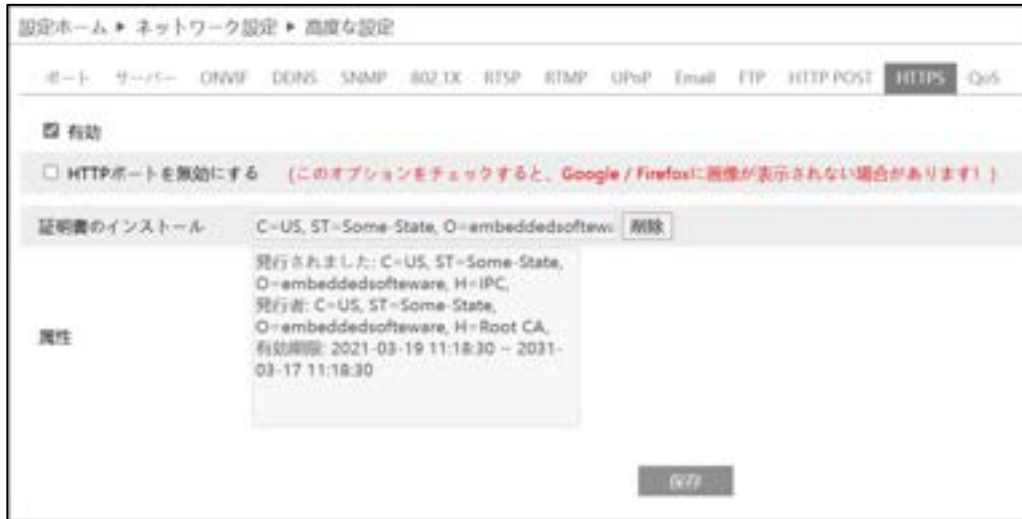 設定ホーム ▶ ネットワーク設定 ▶ 高度な設定
ポート サーバー ONVIF DDNS SNMP 802.1X RTSP RTMP UPnP Email FTP HTTP POST HTTPS QoS
有効
HTTPポートを無効にする (このオプションをチェックすると、Google / Firefoxに画像が表示されない場合があります! )
証明書のインストール C=US, ST=Some-State, O=embeddedsoftewa 削除
属性
発行されました: C=US, ST=Some-State,
O=embeddedsofteware, H=IPC,
発行者: C=US, ST=Some-State,
O=embeddedsofteware, H=Root CA,
有効期限: 2021-03-19 11:18:30 ~ 2031-
03-17 11:18:30
保存